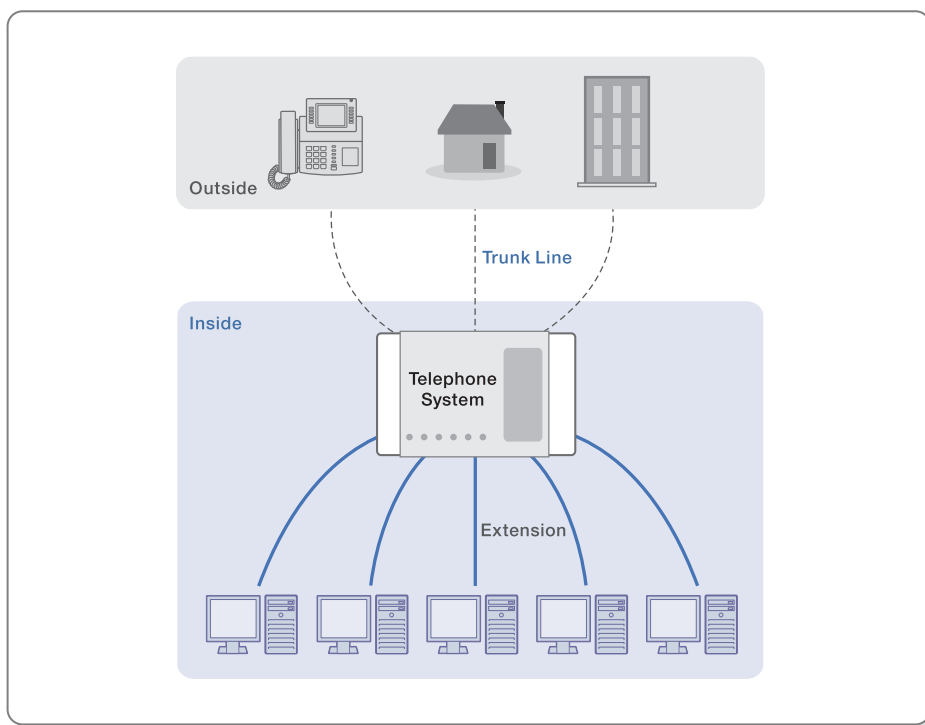 Outside
Trunk Line
Inside
Telephone
System
Extension